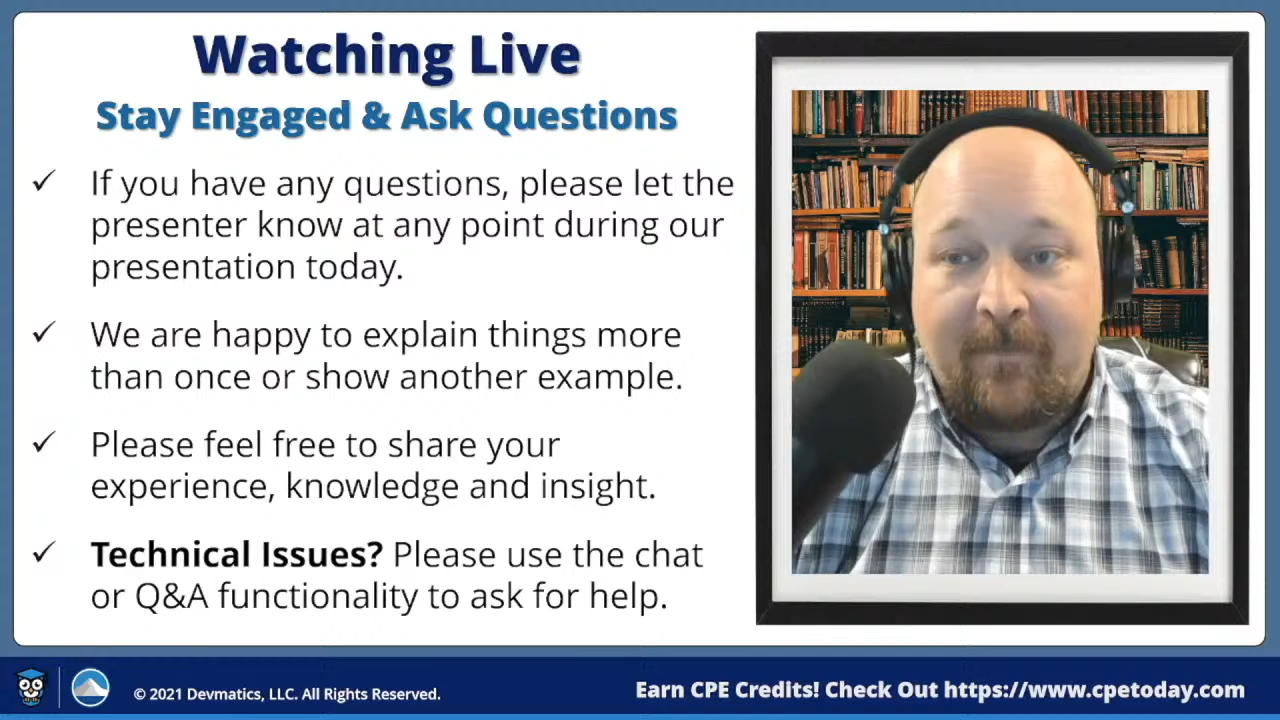 Watching Live
Stay Engaged & Ask Questions
✓ If you have any questions, please let the
presenter know at any point during our
presentation today.
✓ We are happy to explain things more
than once or show another example.
✓ Please feel free to share your
experience, knowledge and insight.
✓ Technical Issues? Please use the chat
or Q&A functionality to ask for help.
© 2021 Devmatics, LLC. All Rights Reserved.
Earn CPE Credits! Check Out https://www.cpetoday.com